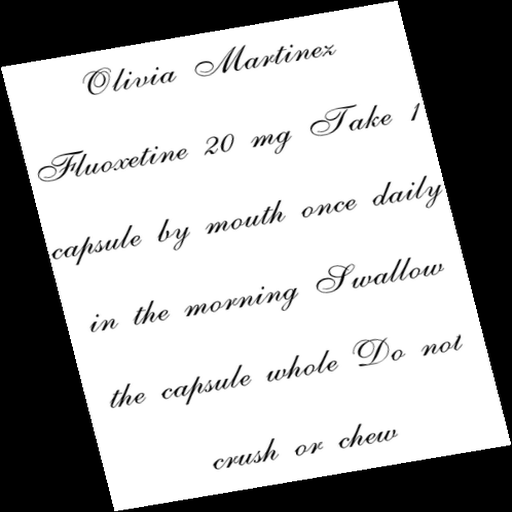 Olivia Martinez
Fluoxetine 20 mg Take 1
capsule by mouth once daily
in the morning Swallow
the capsule whole Do not
crush or chew